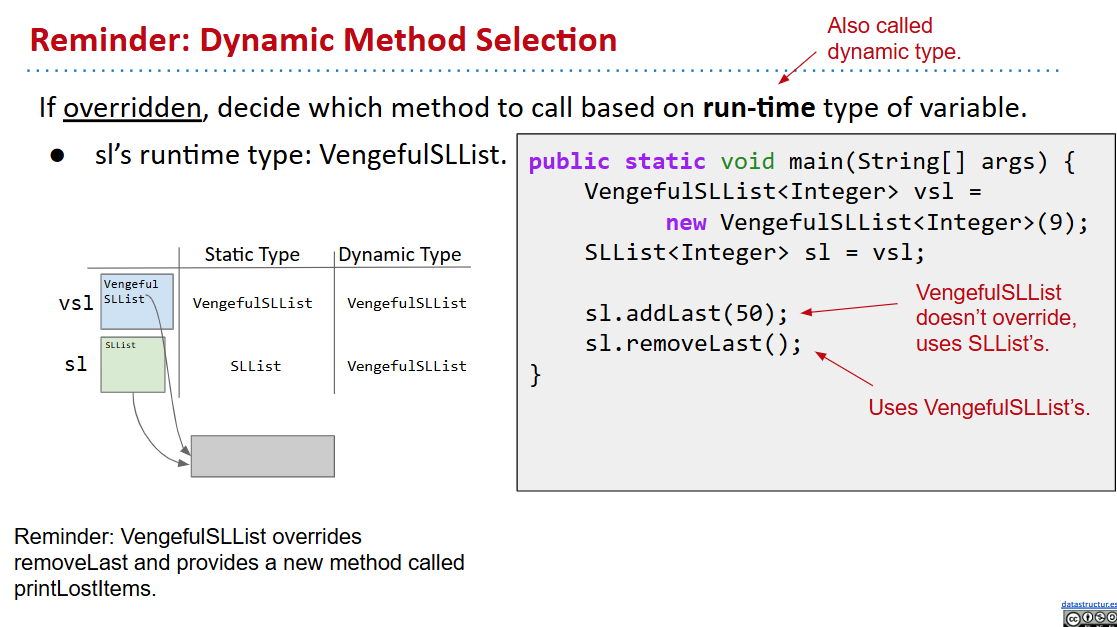 Reminder: Dynamic Method Selection
Also called
dynamic type.
If overridden, decide which method to call based on run-time type of variable.
● sl’s runtime type: VengefulSLList.
Static Type Dynamic Type
vsl
Vengeful
SLList
VengefulSLList VengefulSLList
sl
SLList
SLList VengefulSLList
public static void main(String[] args) {
VengefulSLList<Integer> vsl =
new VengefulSLList<Integer>(9);
SLList<Integer> sl = vsl;
sl.addLast(50);
sl.removeLast();
}
VengefulSLList
doesn’t override,
uses SLList’s.
Uses VengefulSLList’s.
Reminder: VengefulSLList overrides
removeLast and provides a new method called
printLostItems.
datastructur.es